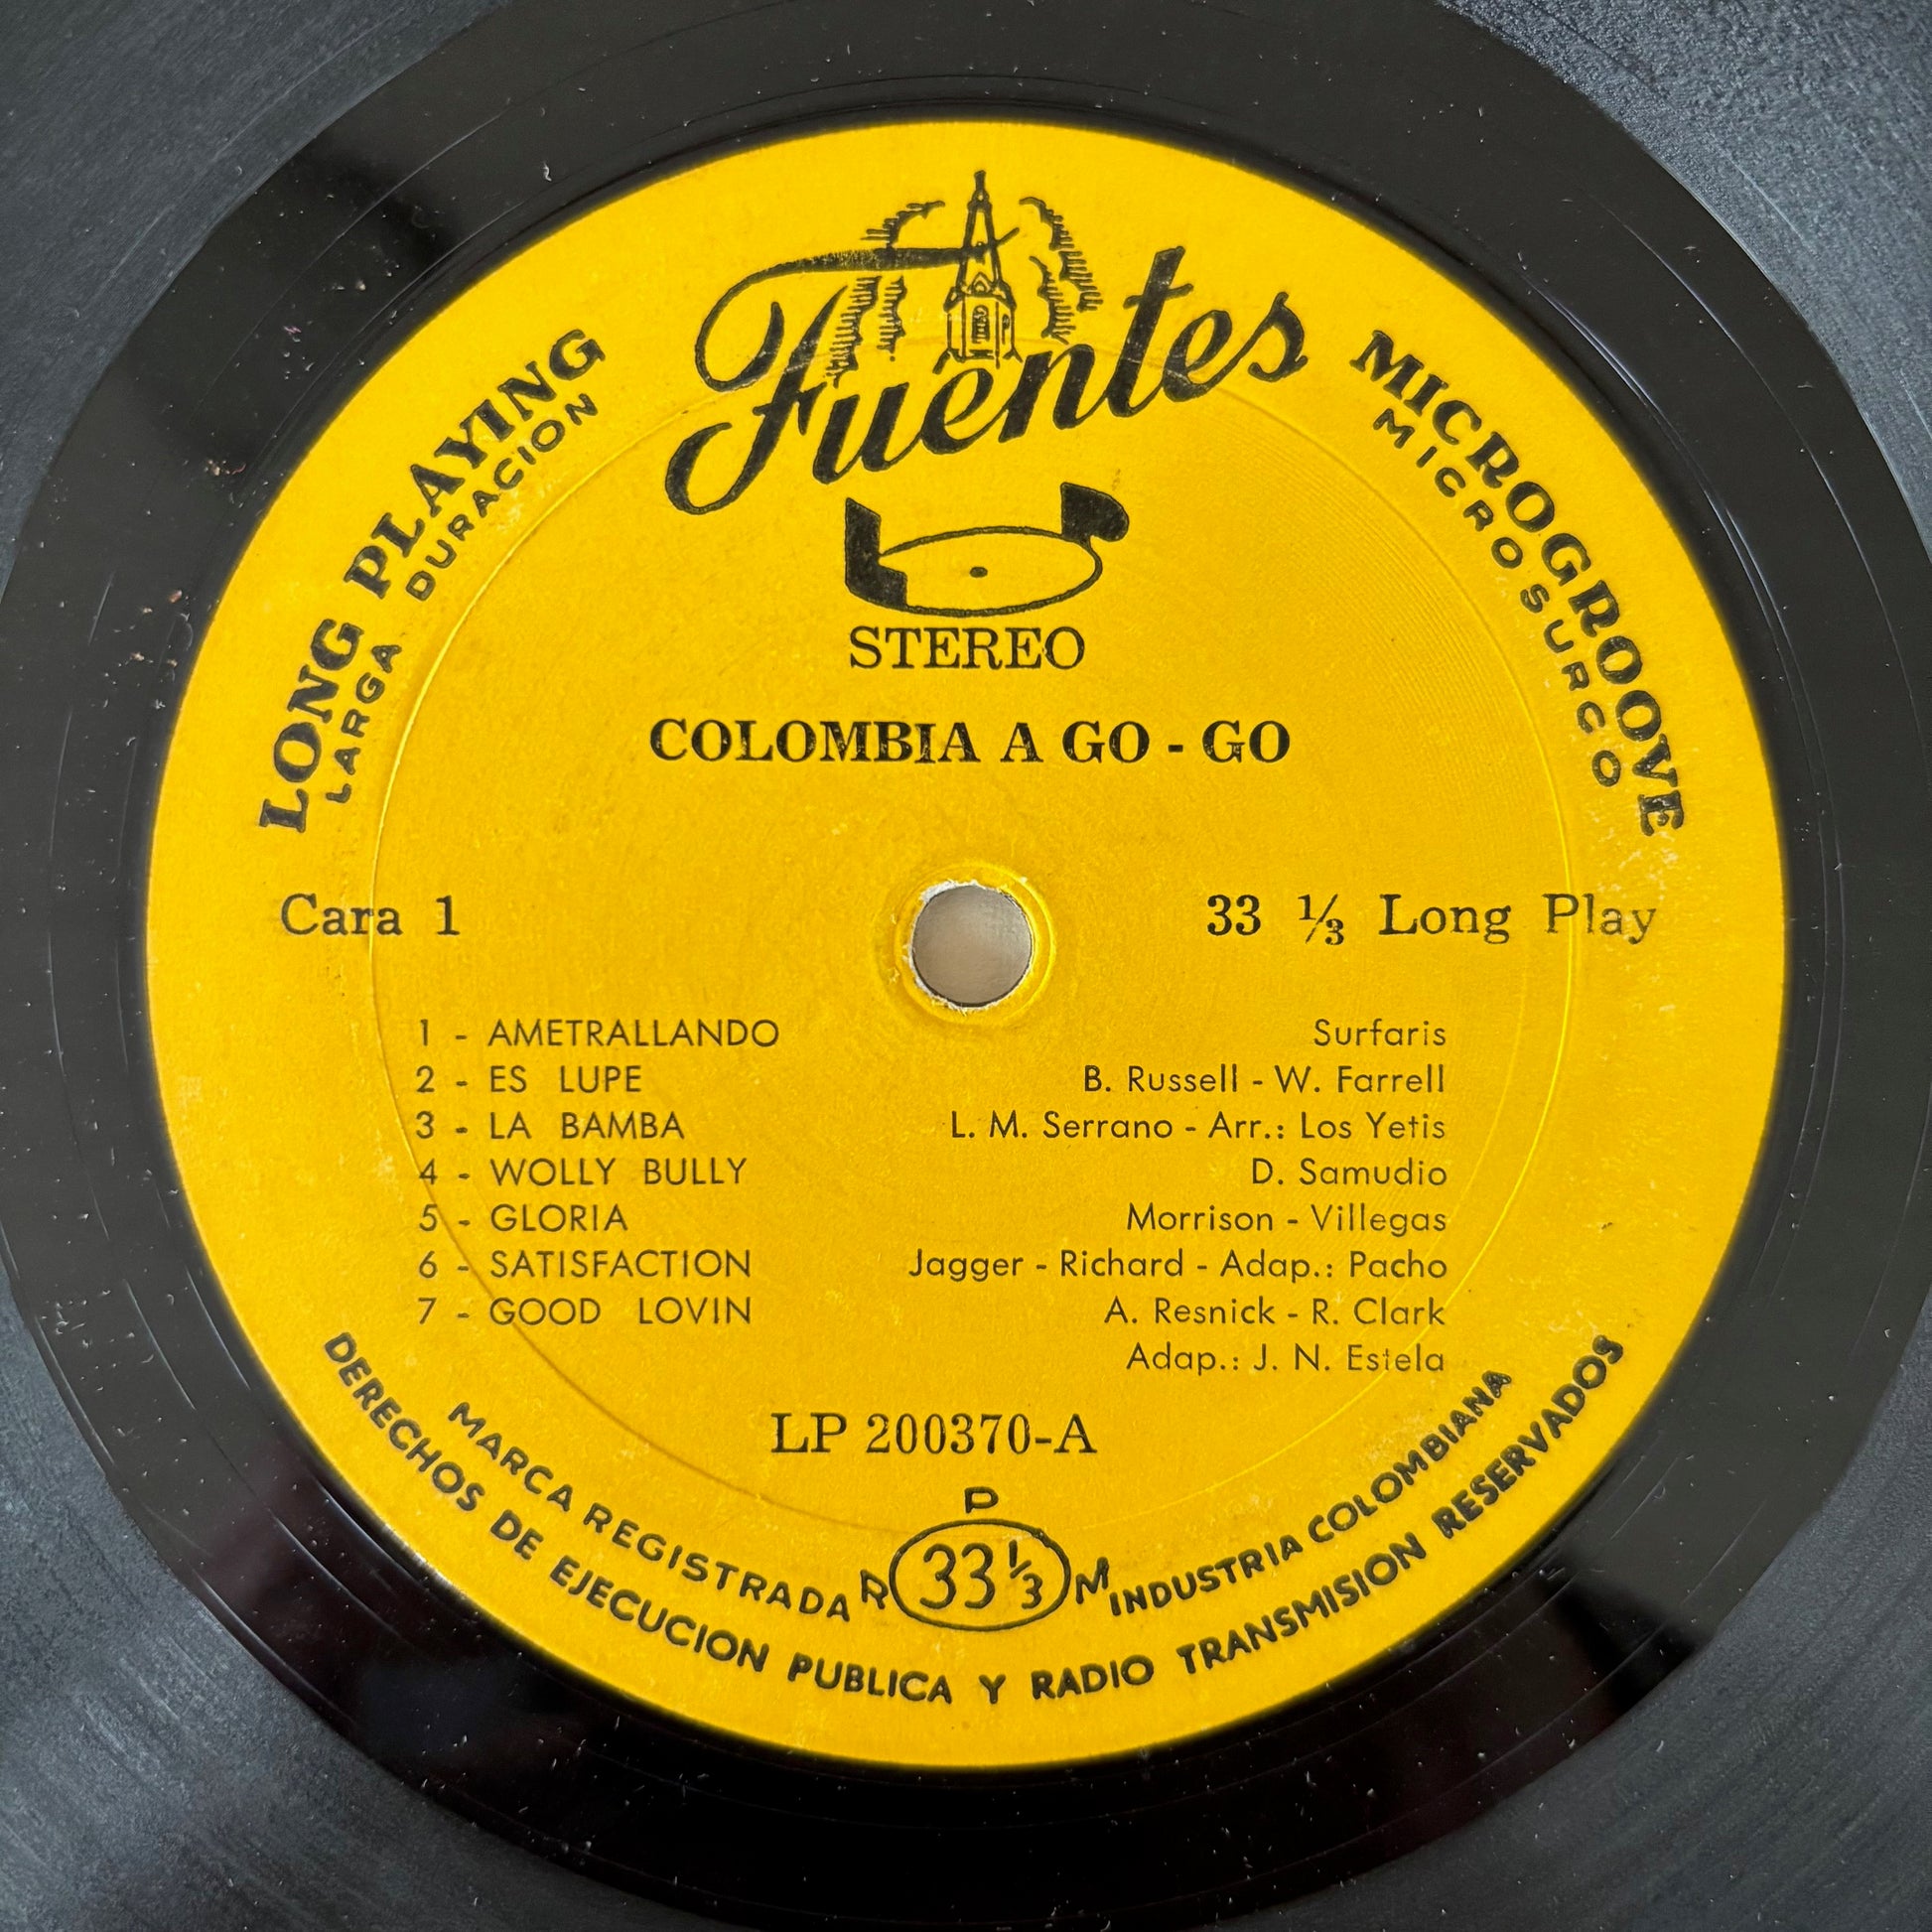 Fuentes
LONG PLAYING
LARGA DURACION
MICROGROOVE
MICROSURCO
STEREO
COLOMBIA A GO - GO
Cara 1
33 ⅓ Long Play
1 - AMETRALLANDO Surfaris
2 - ES LUPE B. Russell - W. Farrell
3 - LA BAMBA L. M. Serrano - Arr.: Los Yetis
4 - WOLLY BULLY D. Samudio
5 - GLORIA Morrison - Villegas
6 - SATISFACTION Jagger - Richard - Adap.: Pacho
7 - GOOD LOVIN A. Resnick - R. Clark
Adap.: J. N. Estela
LP 200370-A
R P M
33 ⅓
MARCA REGISTRADA INDUSTRIA COLOMBIANA
DERECHOS DE EJECUCION PUBLICA Y RADIO TRANSMISION RESERVADOS